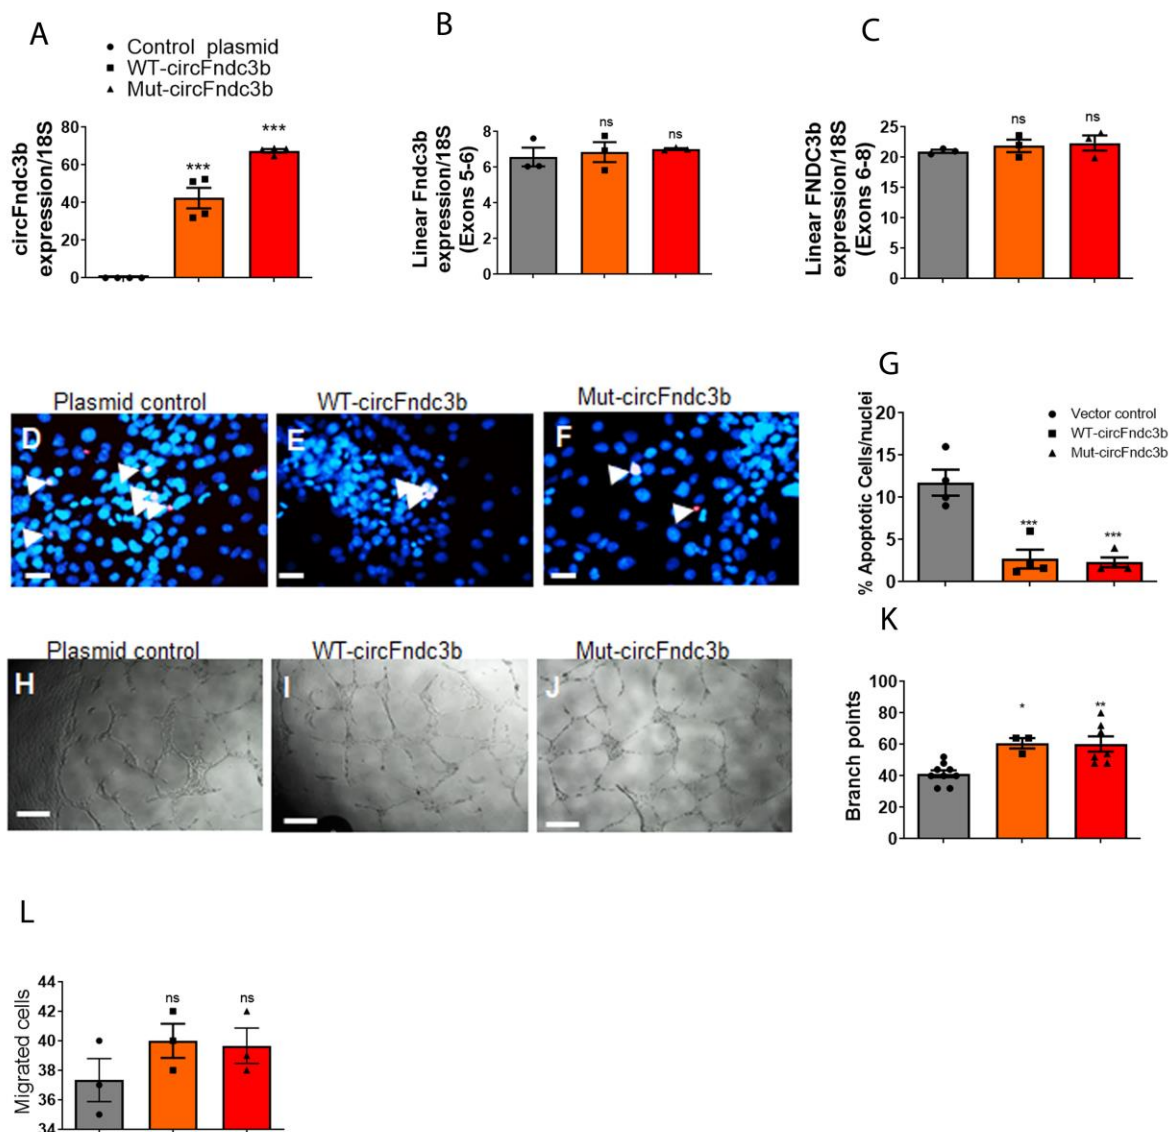 A
Control plasmid
WT-circFndc3b
Mut-circFndc3b
circFndc3b
expression/18S
80
60
40
20
0
***
***
B
Linear Fndc3b
expression/18S
(Exons 5-6)
8
6
4
2
0
ns
ns
C
Linear FNDC3b
expression/18S
(Exons 6-8)
25
20
15
10
5
0
ns
ns
Plasmid control
WT-circFndc3b
Mut-circFndc3b
D
E
F
G
Vector control
WT-circFndc3b
Mut-circFndc3b
% Apoptotic Cells/nuclei
20
15
10
5
0
***
***
Plasmid control
WT-circFndc3b
Mut-circFndc3b
H
I
J
K
Branch points
100
80
60
40
20
0
*
**
L
Migrated cells
44
42
40
38
36
34
ns
ns